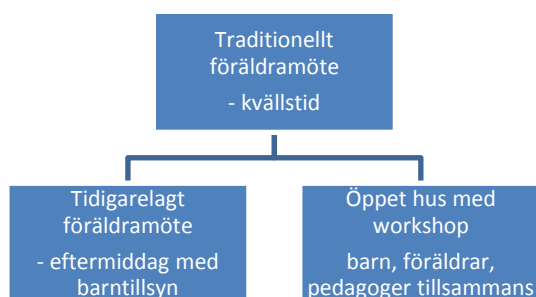 Traditionellt
föräldramöte
- kvällstid
Tidigarelagt
föräldramöte
- eftermiddag med
barntillsyn
Öppet hus med
workshop
barn, föräldrar,
pedagoger tillsammans